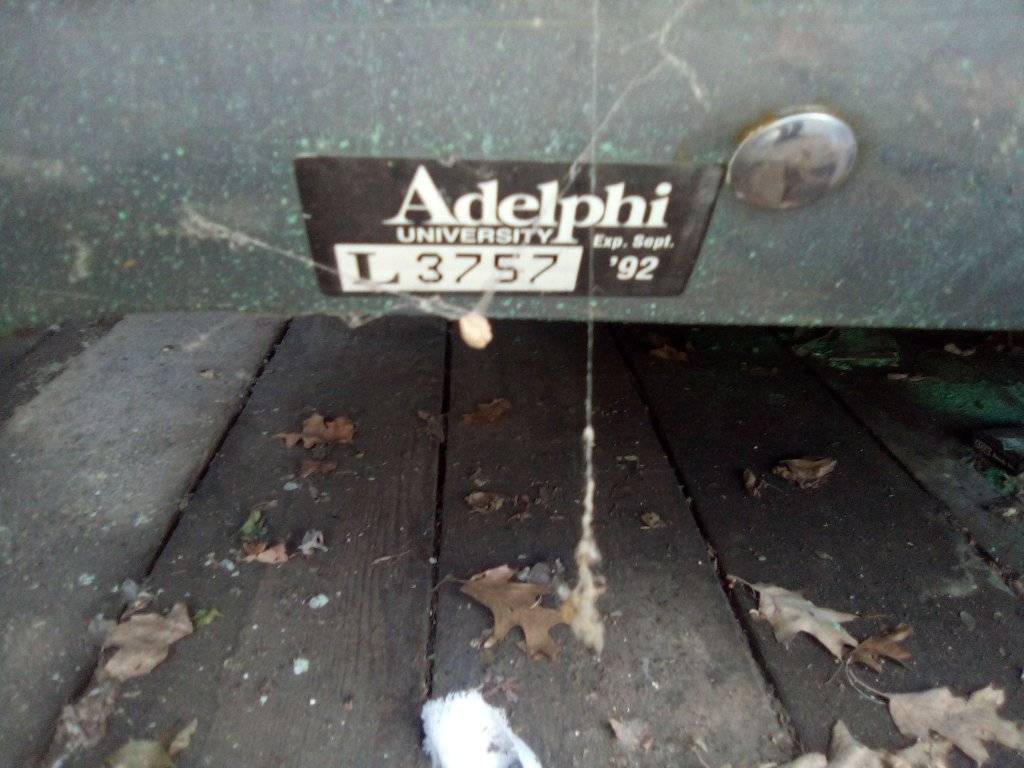 Adelphi
UNIVERSITY Exp. Sept.
L 3757 '92